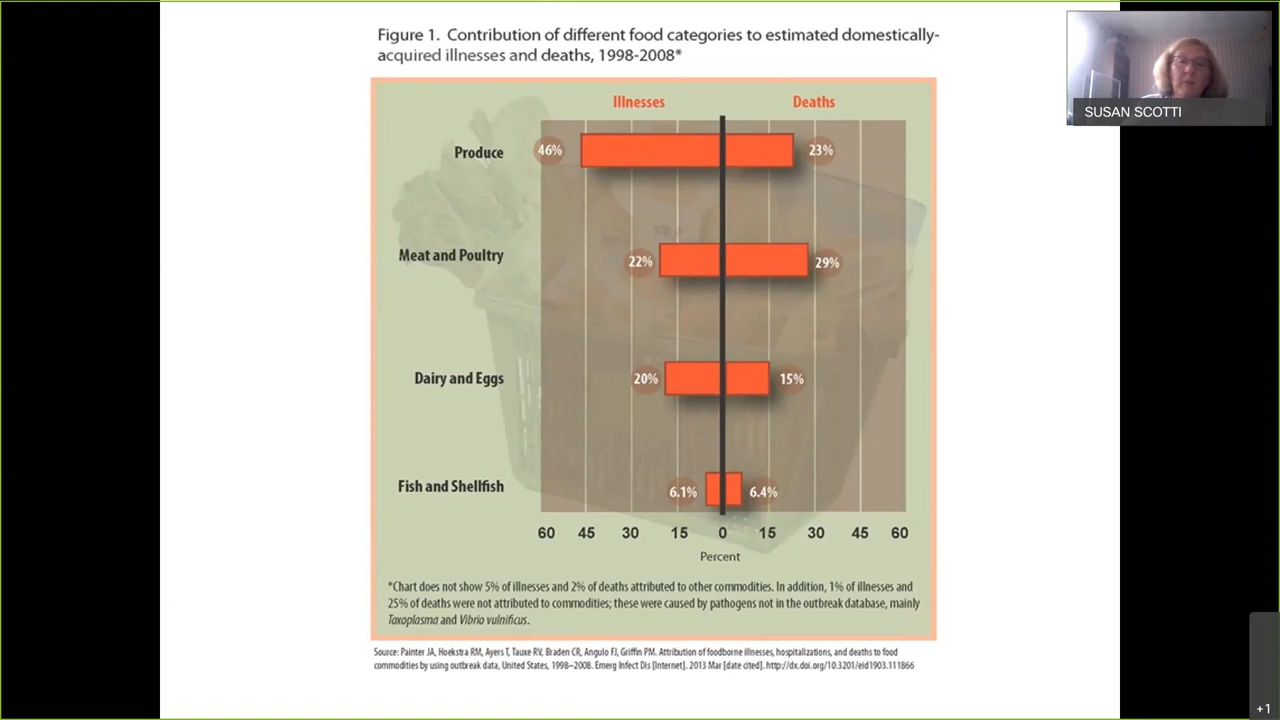 Figure 1. Contribution of different food categories to estimated domestically-
acquired illnesses and deaths, 1998-2008*
Illnesses Deaths
Produce 46% 23%
Meat and Poultry 22% 29%
Dairy and Eggs 20% 15%
Fish and Shellfish 6.1% 6.4%
60 45 30 15 0 15 30 45 60
Percent
*Chart does not show 5% of illnesses and 2% of deaths attributed to other commodities. In addition, 1% of illnesses and
25% of deaths were not attributed to commodities; these were caused by pathogens not in the outbreak database, mainly
Toxoplasma and Vibrio vulnificus.
Source: Painter JA, Hoekstra RM, Ayers T, Tauxe RV, Braden CR, Angulo FJ, Griffin PM. Attribution of foodborne illnesses, hospitalizations, and deaths to food
commodities by using outbreak data, United States, 1998–2008. Emerg Infect Dis [Internet]. 2013 Mar [date cited]. http://dx.doi.org/10.3201/eid1903.111866
SUSAN SCOTTI
+1